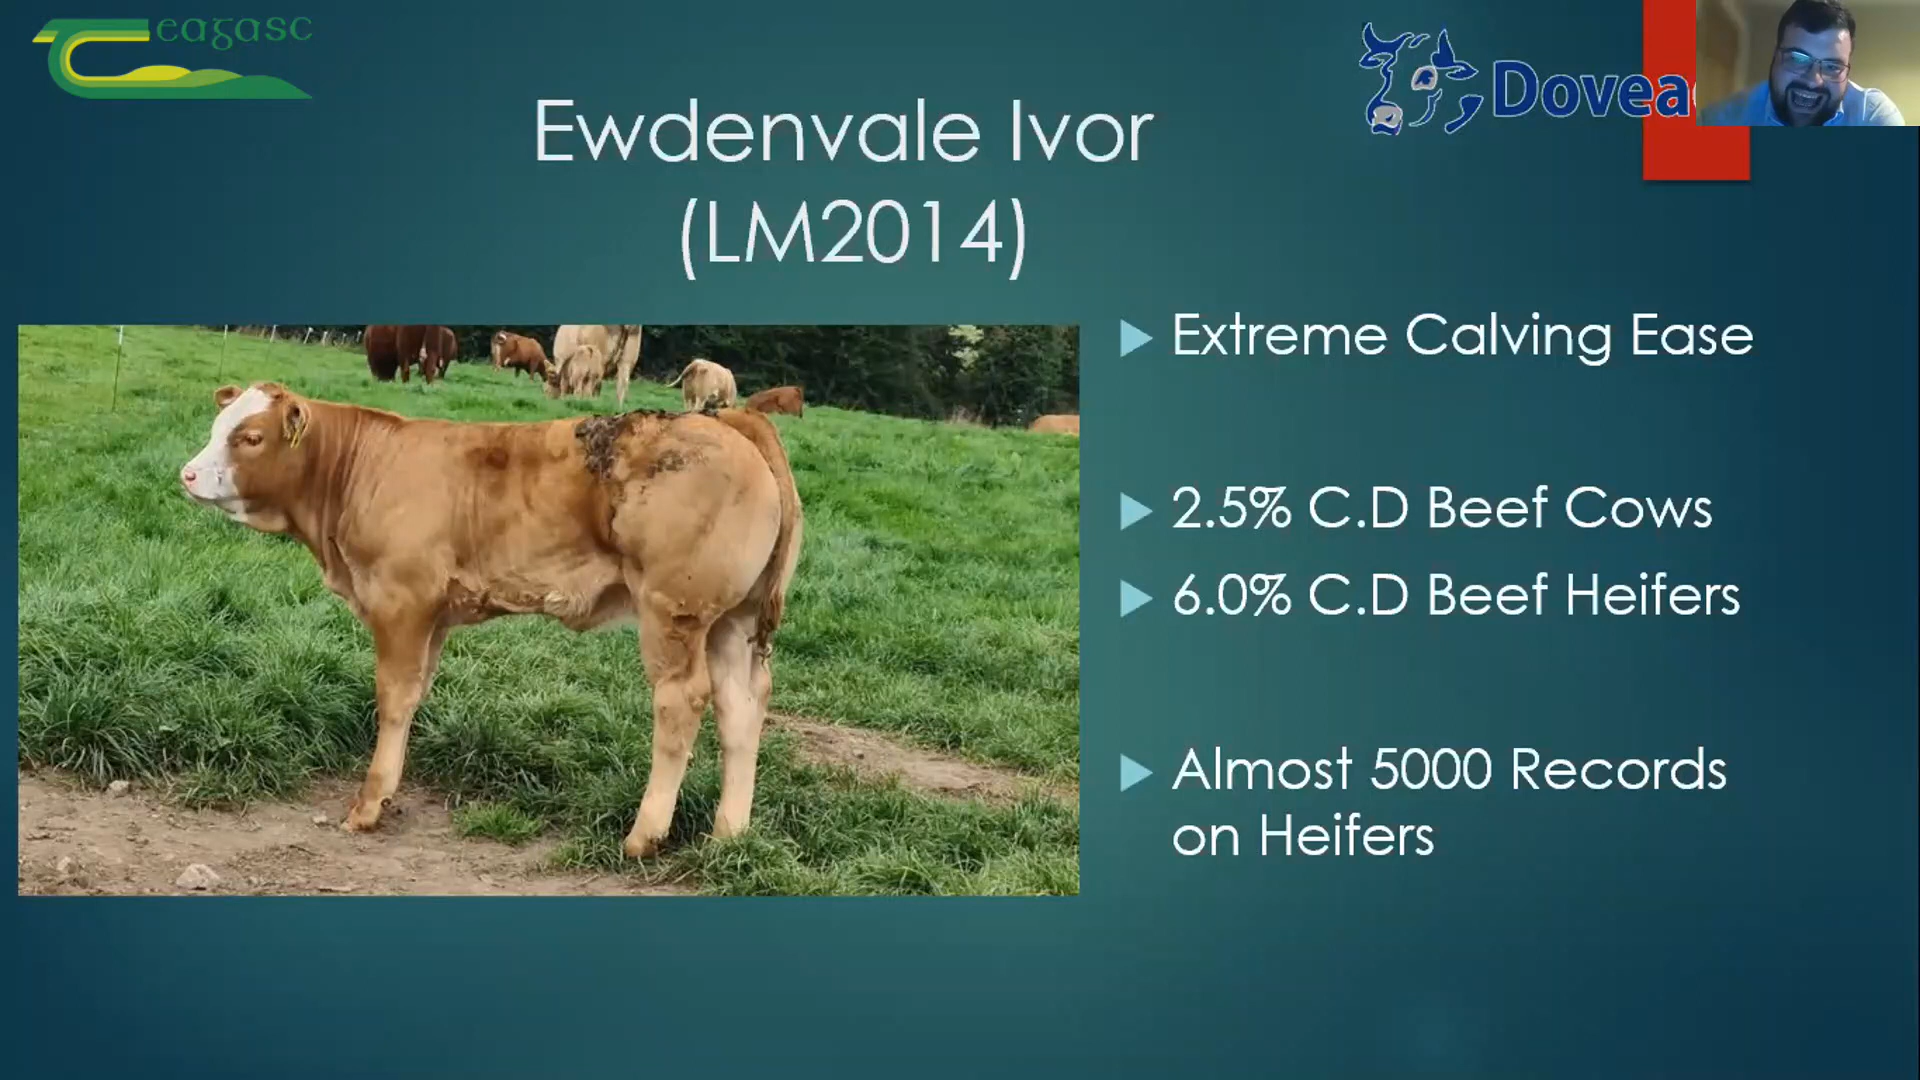 eagasc
Dovea
Ewdenvale Ivor
(LM2014)
Extreme Calving Ease
2.5% C.D Beef Cows
6.0% C.D Beef Heifers
Almost 5000 Records
on Heifers